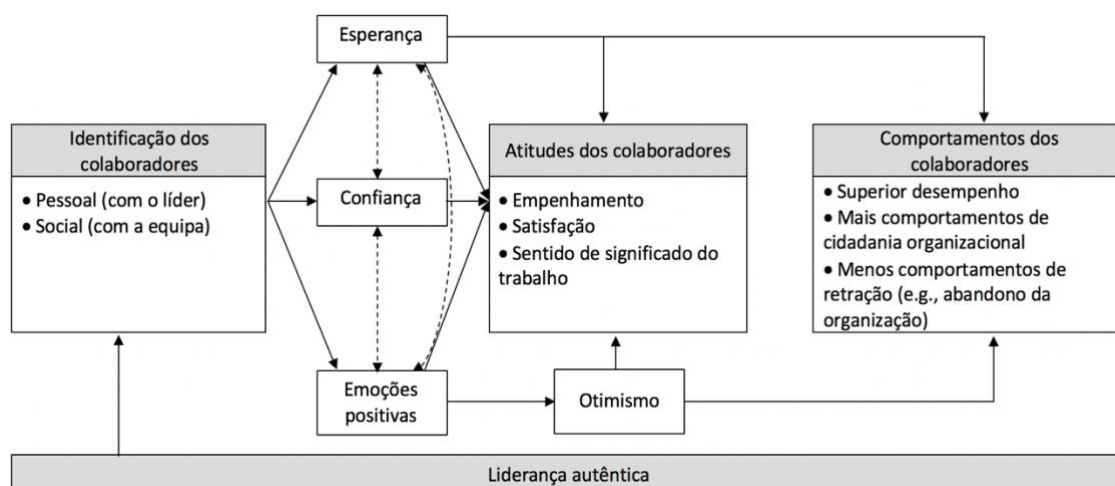 Esperança
Identificação dos
colaboradores
• Pessoal (com o líder)
• Social (com a equipa)
Confiança
Atitudes dos colaboradores
• Empenhamento
• Satisfação
• Sentido de significado do
trabalho
Comportamentos dos
colaboradores
• Superior desempenho
• Mais comportamentos de
cidadania organizacional
• Menos comportamentos de
retração (e.g., abandono da
organização)
Emoções
positivas
Otimismo
Liderança autêntica